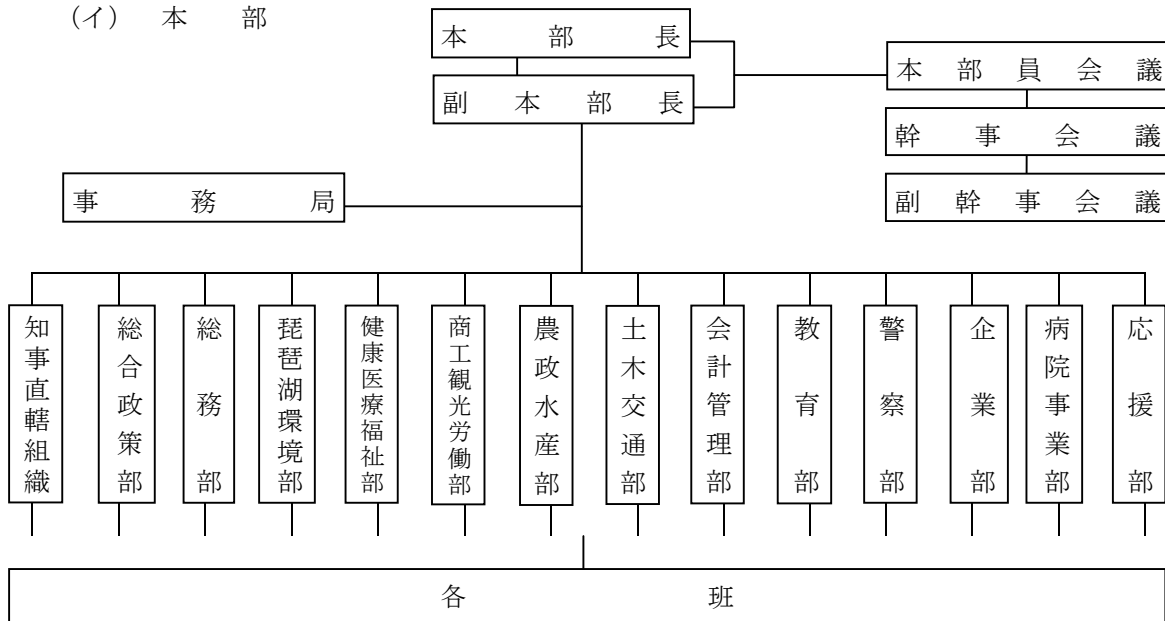 (イ) 本部
本部長
副本部長
本部員会議
幹事会議
副幹事会議
事務局
知事直轄組織
総合政策部
総務部
琵琶湖環境部
健康医療福祉部
商工観光労働部
農政水産部
土木交通部
会計管理部
教育部
警察部
企業部
病院事業部
応援部
各班